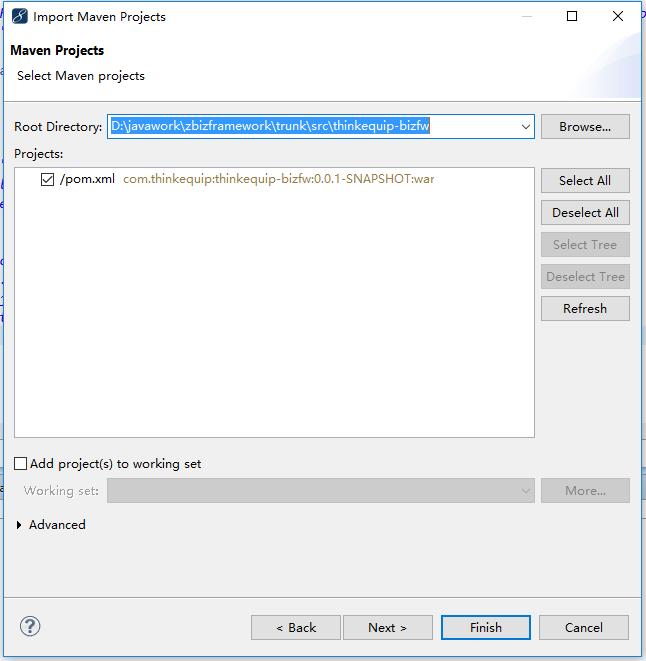 Import Maven Projects
Maven Projects
Select Maven projects
Root Directory: D:\javawork\zbizframework\trunk\src\thinkequip-bizfw Browse...
Projects:
/pom.xml com.thinkequip:thinkequip-bizfw:0.0.1-SNAPSHOT:war
Select All
Deselect All
Select Tree
Deselect Tree
Refresh
Add project(s) to working set
Working set: More...
Advanced
? < Back Next > Finish Cancel